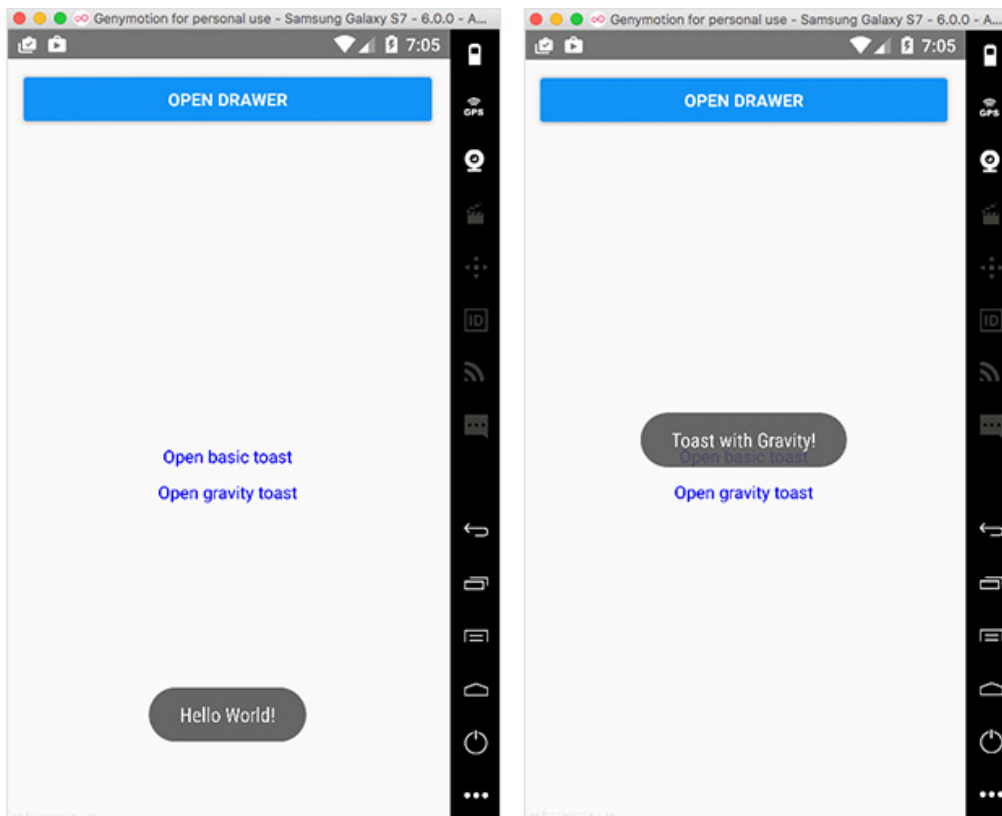 Genymotion for personal use - Samsung Galaxy S7 - 6.0.0 - A...
7:05
OPEN DRAWER
GPS
ID
Open basic toast
Open gravity toast
Hello World!
Genymotion for personal use - Samsung Galaxy S7 - 6.0.0 - A...
7:05
OPEN DRAWER
GPS
ID
Toast with Gravity!
Open basic toast
Open gravity toast